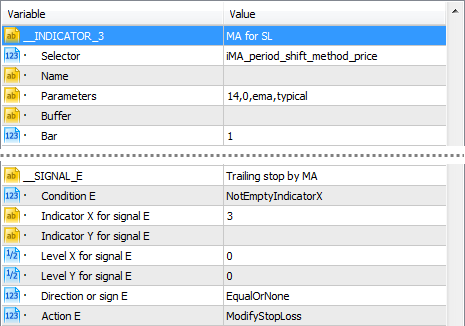 Variable Value
ab __INDICATOR_3 MA for SL
123 · Selector iMA_period_shift_method_price
ab · Name
ab · Parameters 14,0,ema,typical
ab · Buffer
123 · Bar 1
ab __SIGNAL_E Trailing stop by MA
123 · Condition E NotEmptyIndicatorX
ab · Indicator X for signal E 3
ab · Indicator Y for signal E
1/2 · Level X for signal E 0
1/2 · Level Y for signal E 0
123 · Direction or sign E EqualOrNone
123 · Action E ModifyStopLoss